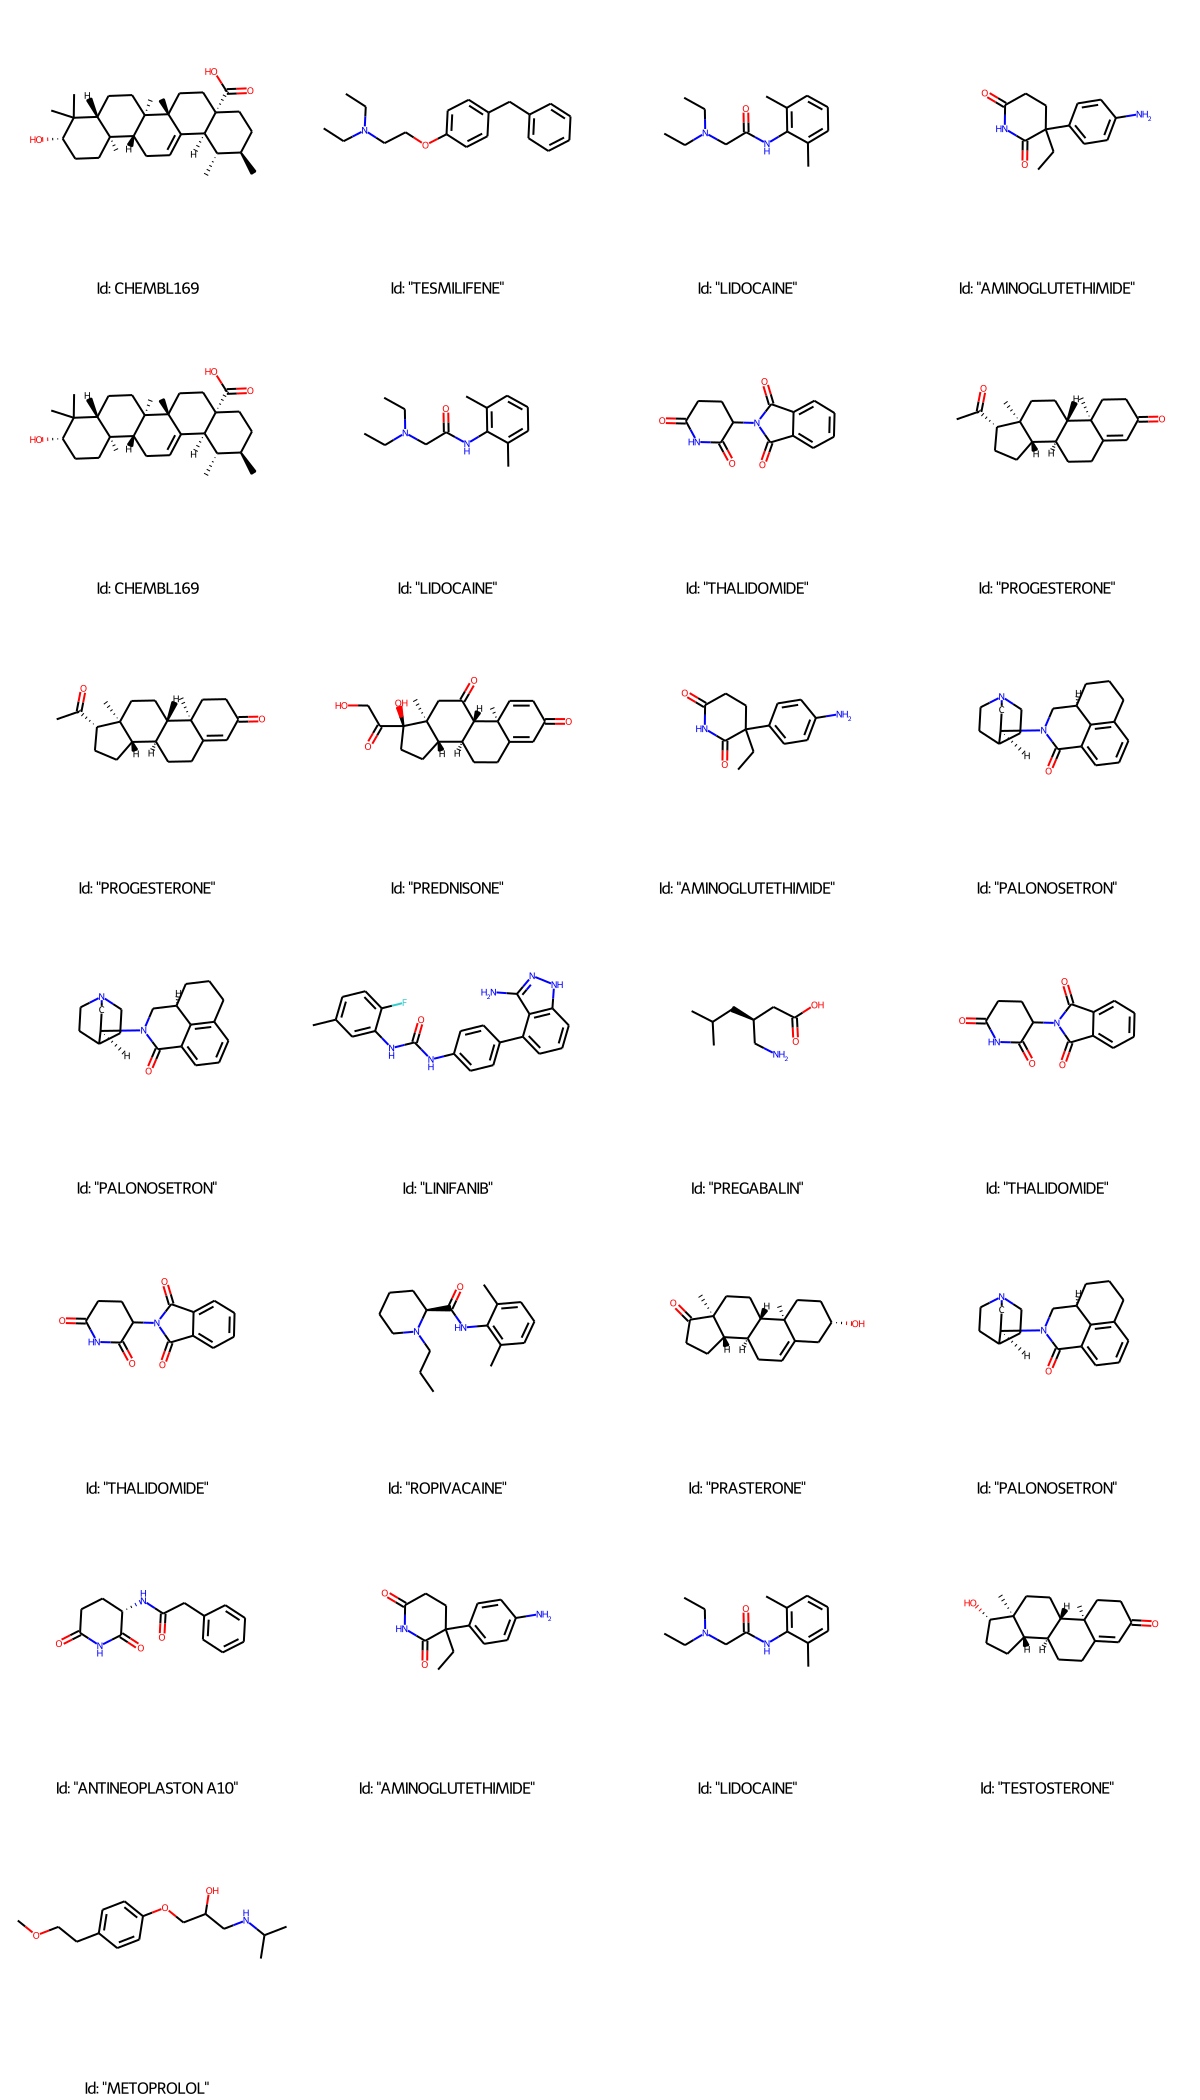 Id: CHEMBL169
Id: "TESMILIFENE"
Id: "LIDOCAINE"
Id: "AMINOGLUTETHIMIDE"
Id: CHEMBL169
Id: "LIDOCAINE"
Id: "THALIDOMIDE"
Id: "PROGESTERONE"
Id: "PROGESTERONE"
Id: "PREDNISONE"
Id: "AMINOGLUTETHIMIDE"
Id: "PALONOSETRON"
Id: "PALONOSETRON"
Id: "LINIFANIB"
Id: "PREGABALIN"
Id: "THALIDOMIDE"
Id: "THALIDOMIDE"
Id: "ROPIVACAINE"
Id: "PRASTERONE"
Id: "PALONOSETRON"
Id: "ANTINEOPLASTON A10"
Id: "AMINOGLUTETHIMIDE"
Id: "LIDOCAINE"
Id: "TESTOSTERONE"
Id: "METOPROLOL"